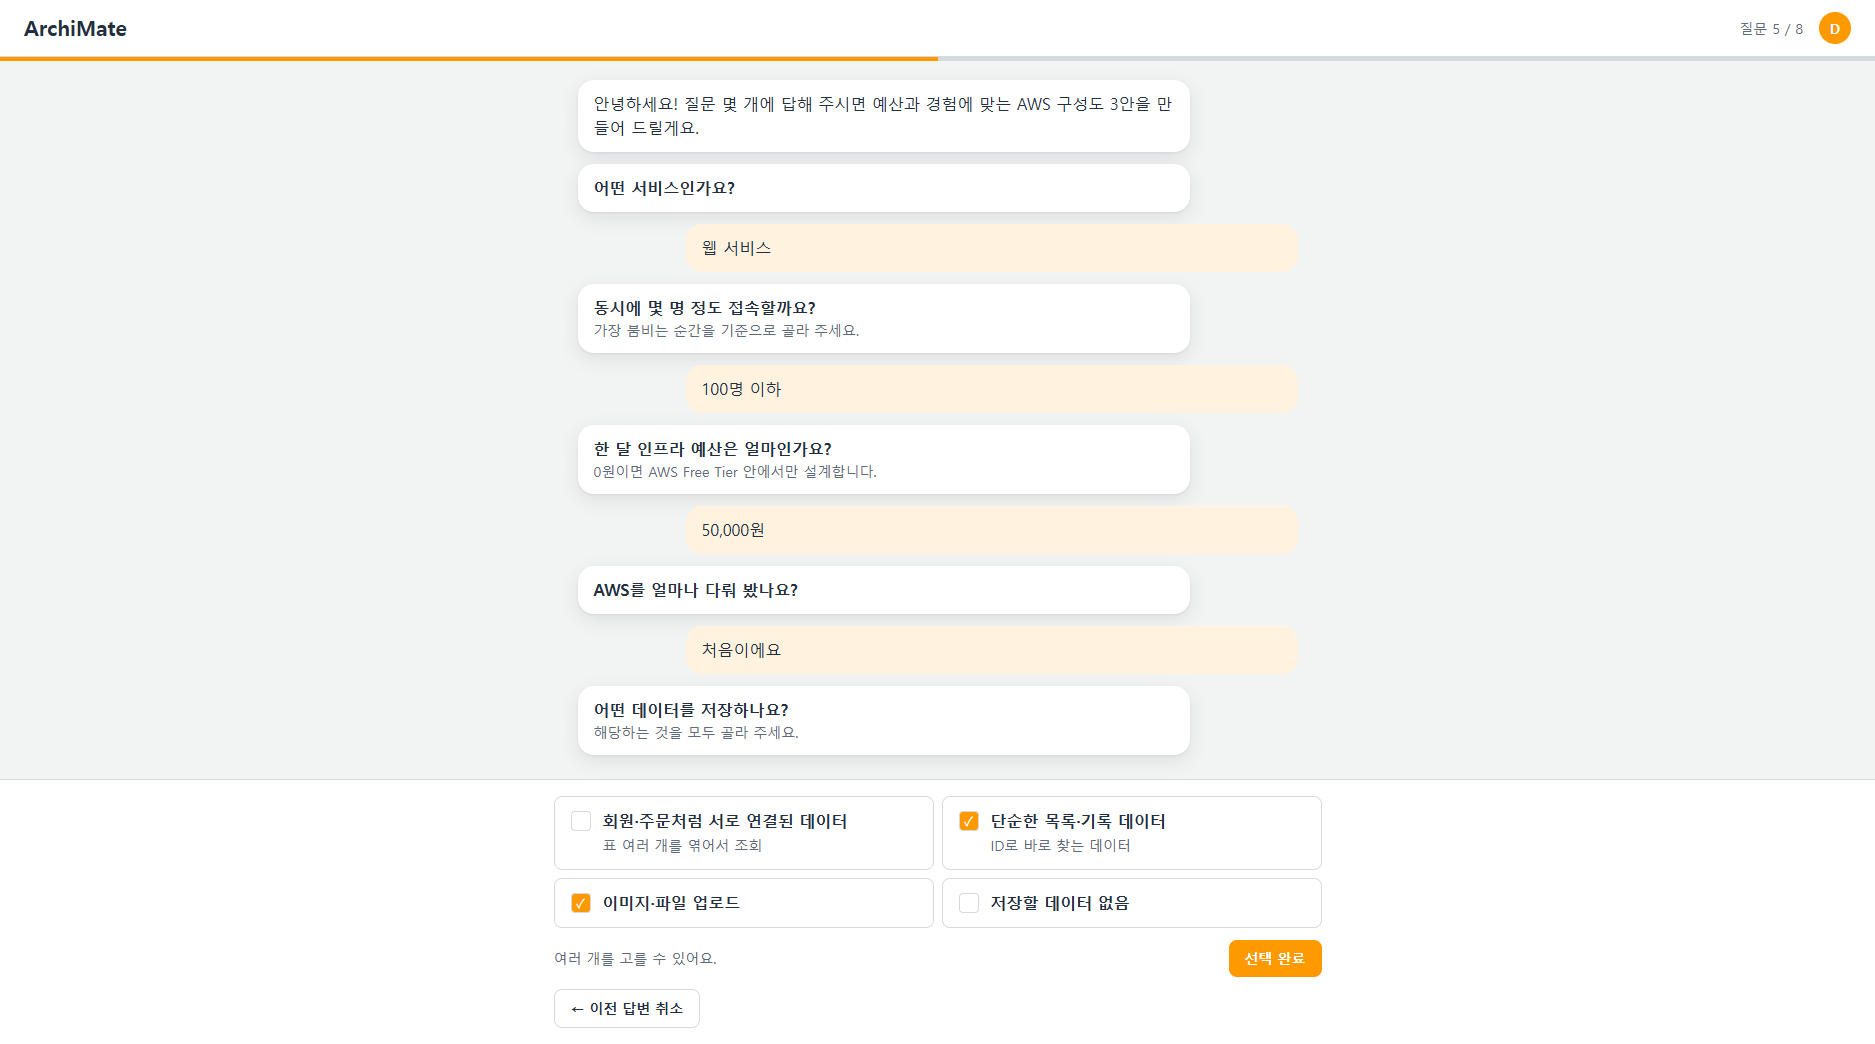 ArchiMate
질문 5 / 8
D
안녕하세요! 질문 몇 개에 답해 주시면 예산과 경험에 맞는 AWS 구성도 3안을 만
들어 드릴게요.
어떤 서비스인가요?
웹 서비스
동시에 몇 명 정도 접속할까요?
가장 붐비는 순간을 기준으로 골라 주세요.
100명 이하
한 달 인프라 예산은 얼마인가요?
0원이면 AWS Free Tier 안에서만 설계합니다.
50,000원
AWS를 얼마나 다뤄 봤나요?
처음이에요
어떤 데이터를 저장하나요?
해당하는 것을 모두 골라 주세요.
회원·주문처럼 서로 연결된 데이터
표 여러 개를 엮어서 조회
단순한 목록·기록 데이터
ID로 바로 찾는 데이터
이미지·파일 업로드
저장할 데이터 없음
여러 개를 고를 수 있어요.
선택 완료
← 이전 답변 취소